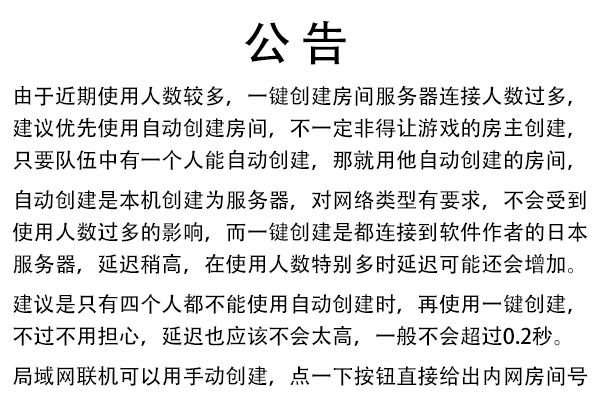 公告
由于近期使用人数较多，一键创建房间服务器连接人数过多，
建议优先使用自动创建房间，不一定非得让游戏的房主创建，
只要队伍中有一个人能自动创建，那就用他自动创建的房间，
自动创建是本机创建为服务器，对网络类型有要求，不会受到
使用人数过多的影响，而一键创建是都连接到软件作者的日本
服务器，延迟稍高，在使用人数特别多时延迟可能还会增加。
建议是只有四个人都不能使用自动创建时，再使用一键创建，
不过不用担心，延迟也应该不会太高，一般不会超过0.2秒。
局域网联机可以用手动创建，点一下按钮直接给出内网房间号